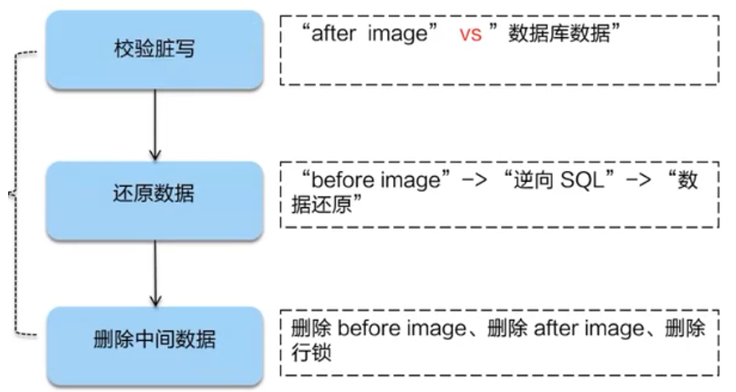 校验脏写
“after image” vs ”数据库数据”
还原数据
“before image”–> “逆向 SQL”–> “数
据还原”
删除中间数据
删除 before image、删除 after image、删除
行锁